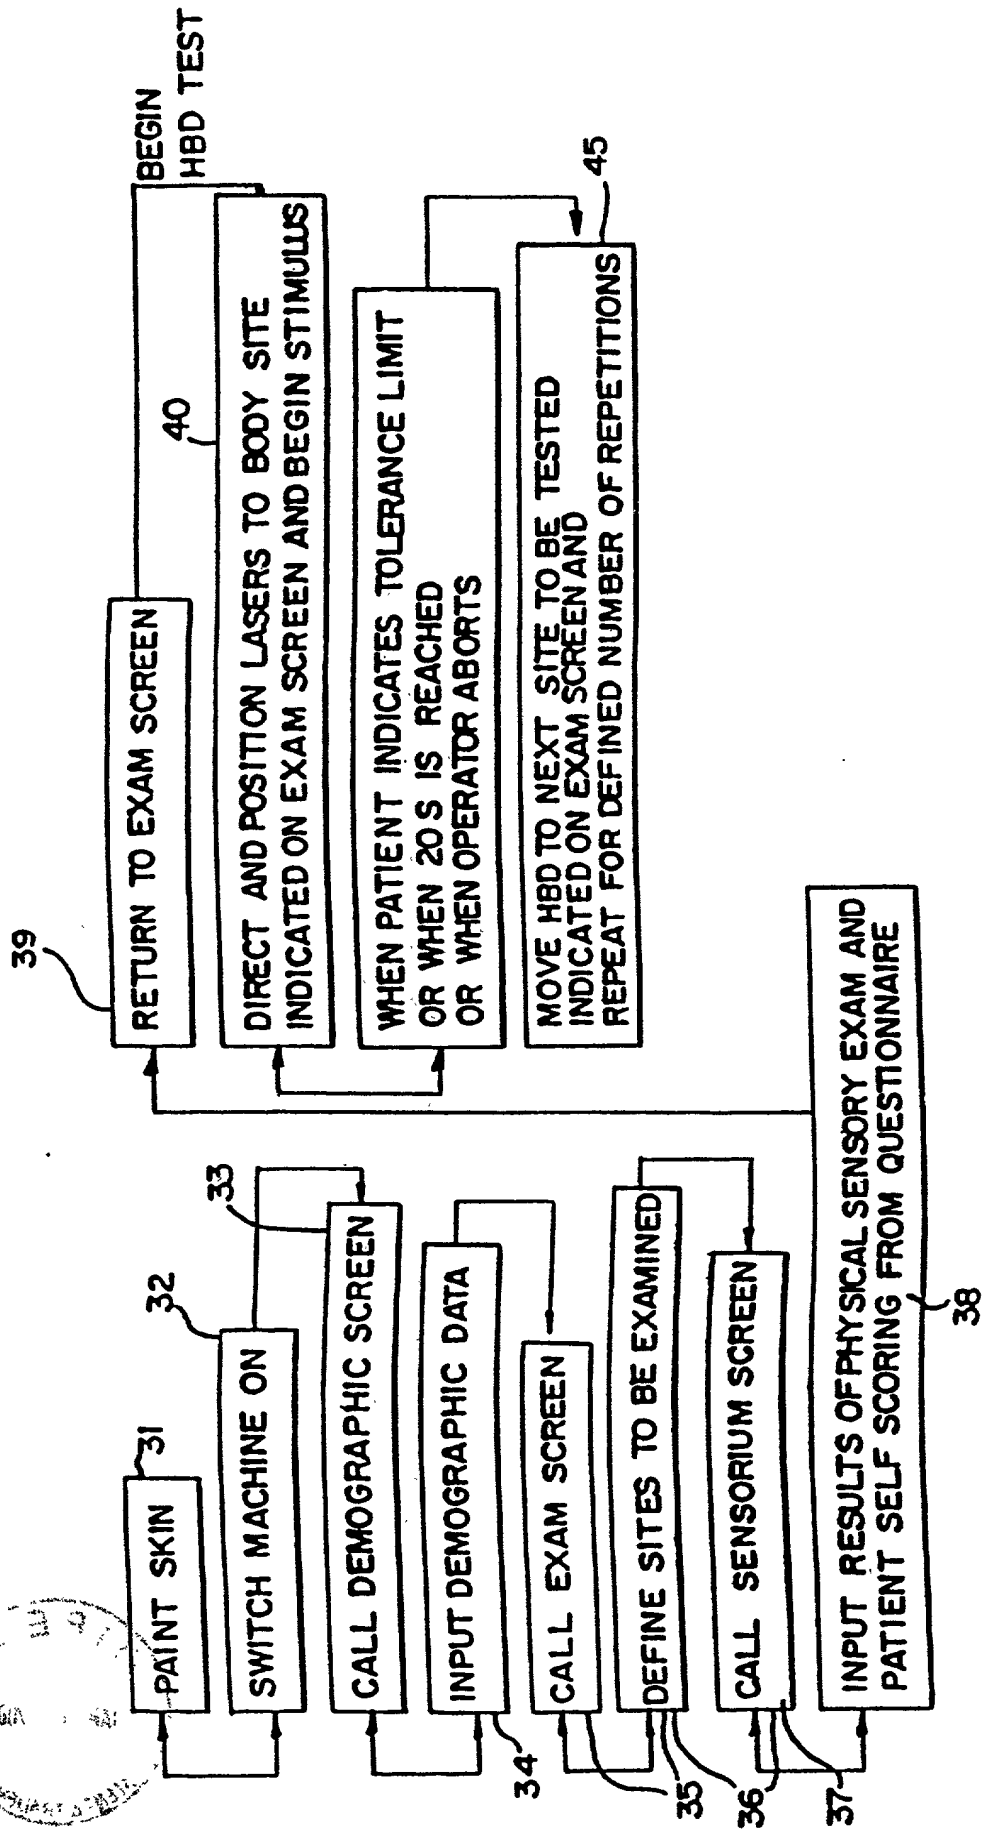 PAINT SKIN
31
SWITCH MACHINE ON
32
CALL DEMOGRAPHIC SCREEN
33
INPUT DEMOGRAPHIC DATA
34
CALL EXAM SCREEN
35
DEFINE SITES TO BE EXAMINED
36
CALL SENSORIUM SCREEN
37
INPUT RESULTS OF PHYSICAL SENSORY EXAM AND
PATIENT SELF SCORING FROM QUESTIONNAIRE
38
39
RETURN TO EXAM SCREEN
BEGIN
HBD TEST
40
DIRECT AND POSITION LASERS TO BODY SITE
INDICATED ON EXAM SCREEN AND BEGIN STIMULUS
WHEN PATIENT INDICATES TOLERANCE LIMIT
OR WHEN 20 S IS REACHED
OR WHEN OPERATOR ABORTS
45
MOVE HBD TO NEXT SITE TO BE TESTED
INDICATED ON EXAM SCREEN AND
REPEAT FOR DEFINED NUMBER OF REPETITIONS